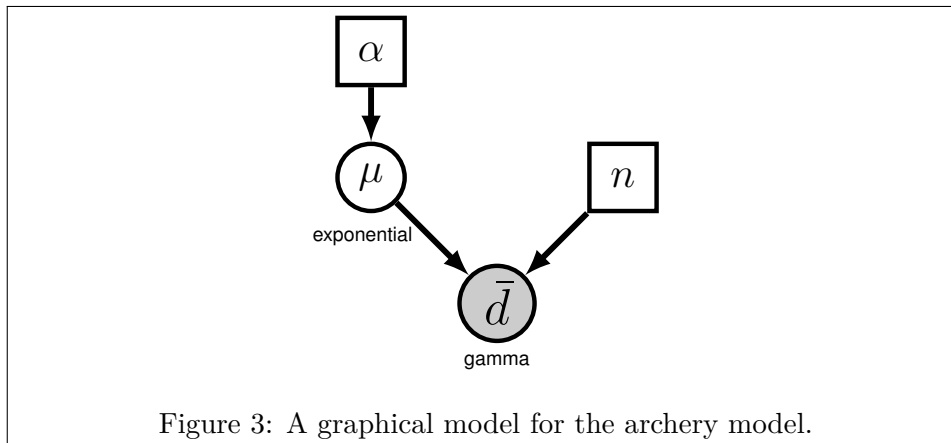 α
μ
n
exponential
d̄
gamma
Figure 3: A graphical model for the archery model.